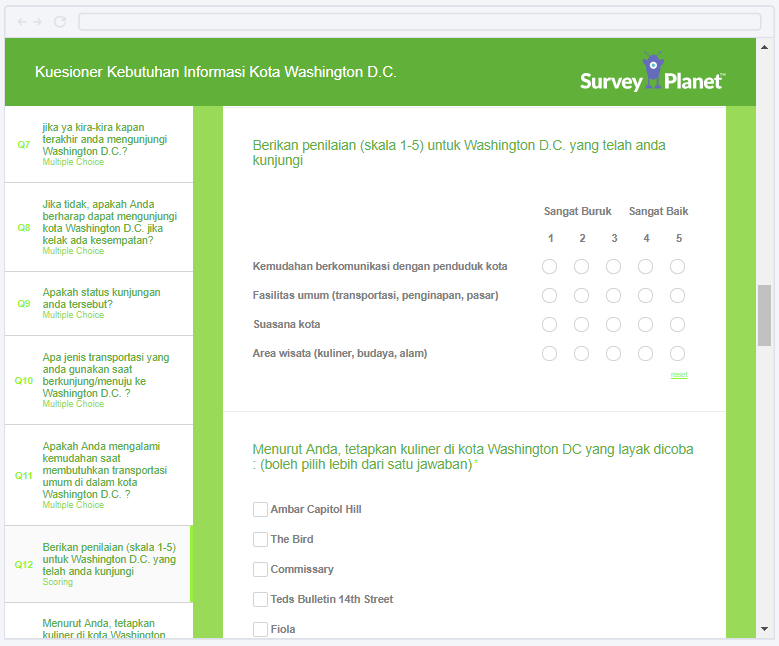 Kuesioner Kebutuhan Informasi Kota Washington D.C.
SurveyPlanet
Q7
jika ya kira-kira kapan
terakhir anda mengunjungi
Washington D.C.?
Multiple Choice
Q8
Jika tidak, apakah Anda
berharap dapat mengunjungi
kota Washington D.C. jika
kelak ada kesempatan?
Multiple Choice
Q9
Apakah status kunjungan
anda tersebut?
Multiple Choice
Q10
Apa jenis transportasi yang
anda gunakan saat
berkunjung/menuju ke
Washington D.C. ?
Multiple Choice
Q11
Apakah Anda mengalami
kemudahan saat
membutuhkan transportasi
umum di dalam kota
Washington D.C. ?
Multiple Choice
Q12
Berikan penilaian (skala 1-5)
untuk Washington D.C. yang
telah anda kunjungi
Scoring
Menurut Anda, tetapkan
kuliner di kota Washington
Berikan penilaian (skala 1-5) untuk Washington D.C. yang telah anda
kunjungi
Sangat Buruk Sangat Baik
1 2 3 4 5
Kemudahan berkomunikasi dengan penduduk kota
Fasilitas umum (transportasi, penginapan, pasar)
Suasana kota
Area wisata (kuliner, budaya, alam)
reset
Menurut Anda, tetapkan kuliner di kota Washington DC yang layak dicoba
: (boleh pilih lebih dari satu jawaban)*
Ambar Capitol Hill
The Bird
Commissary
Teds Bulletin 14th Street
Fiola